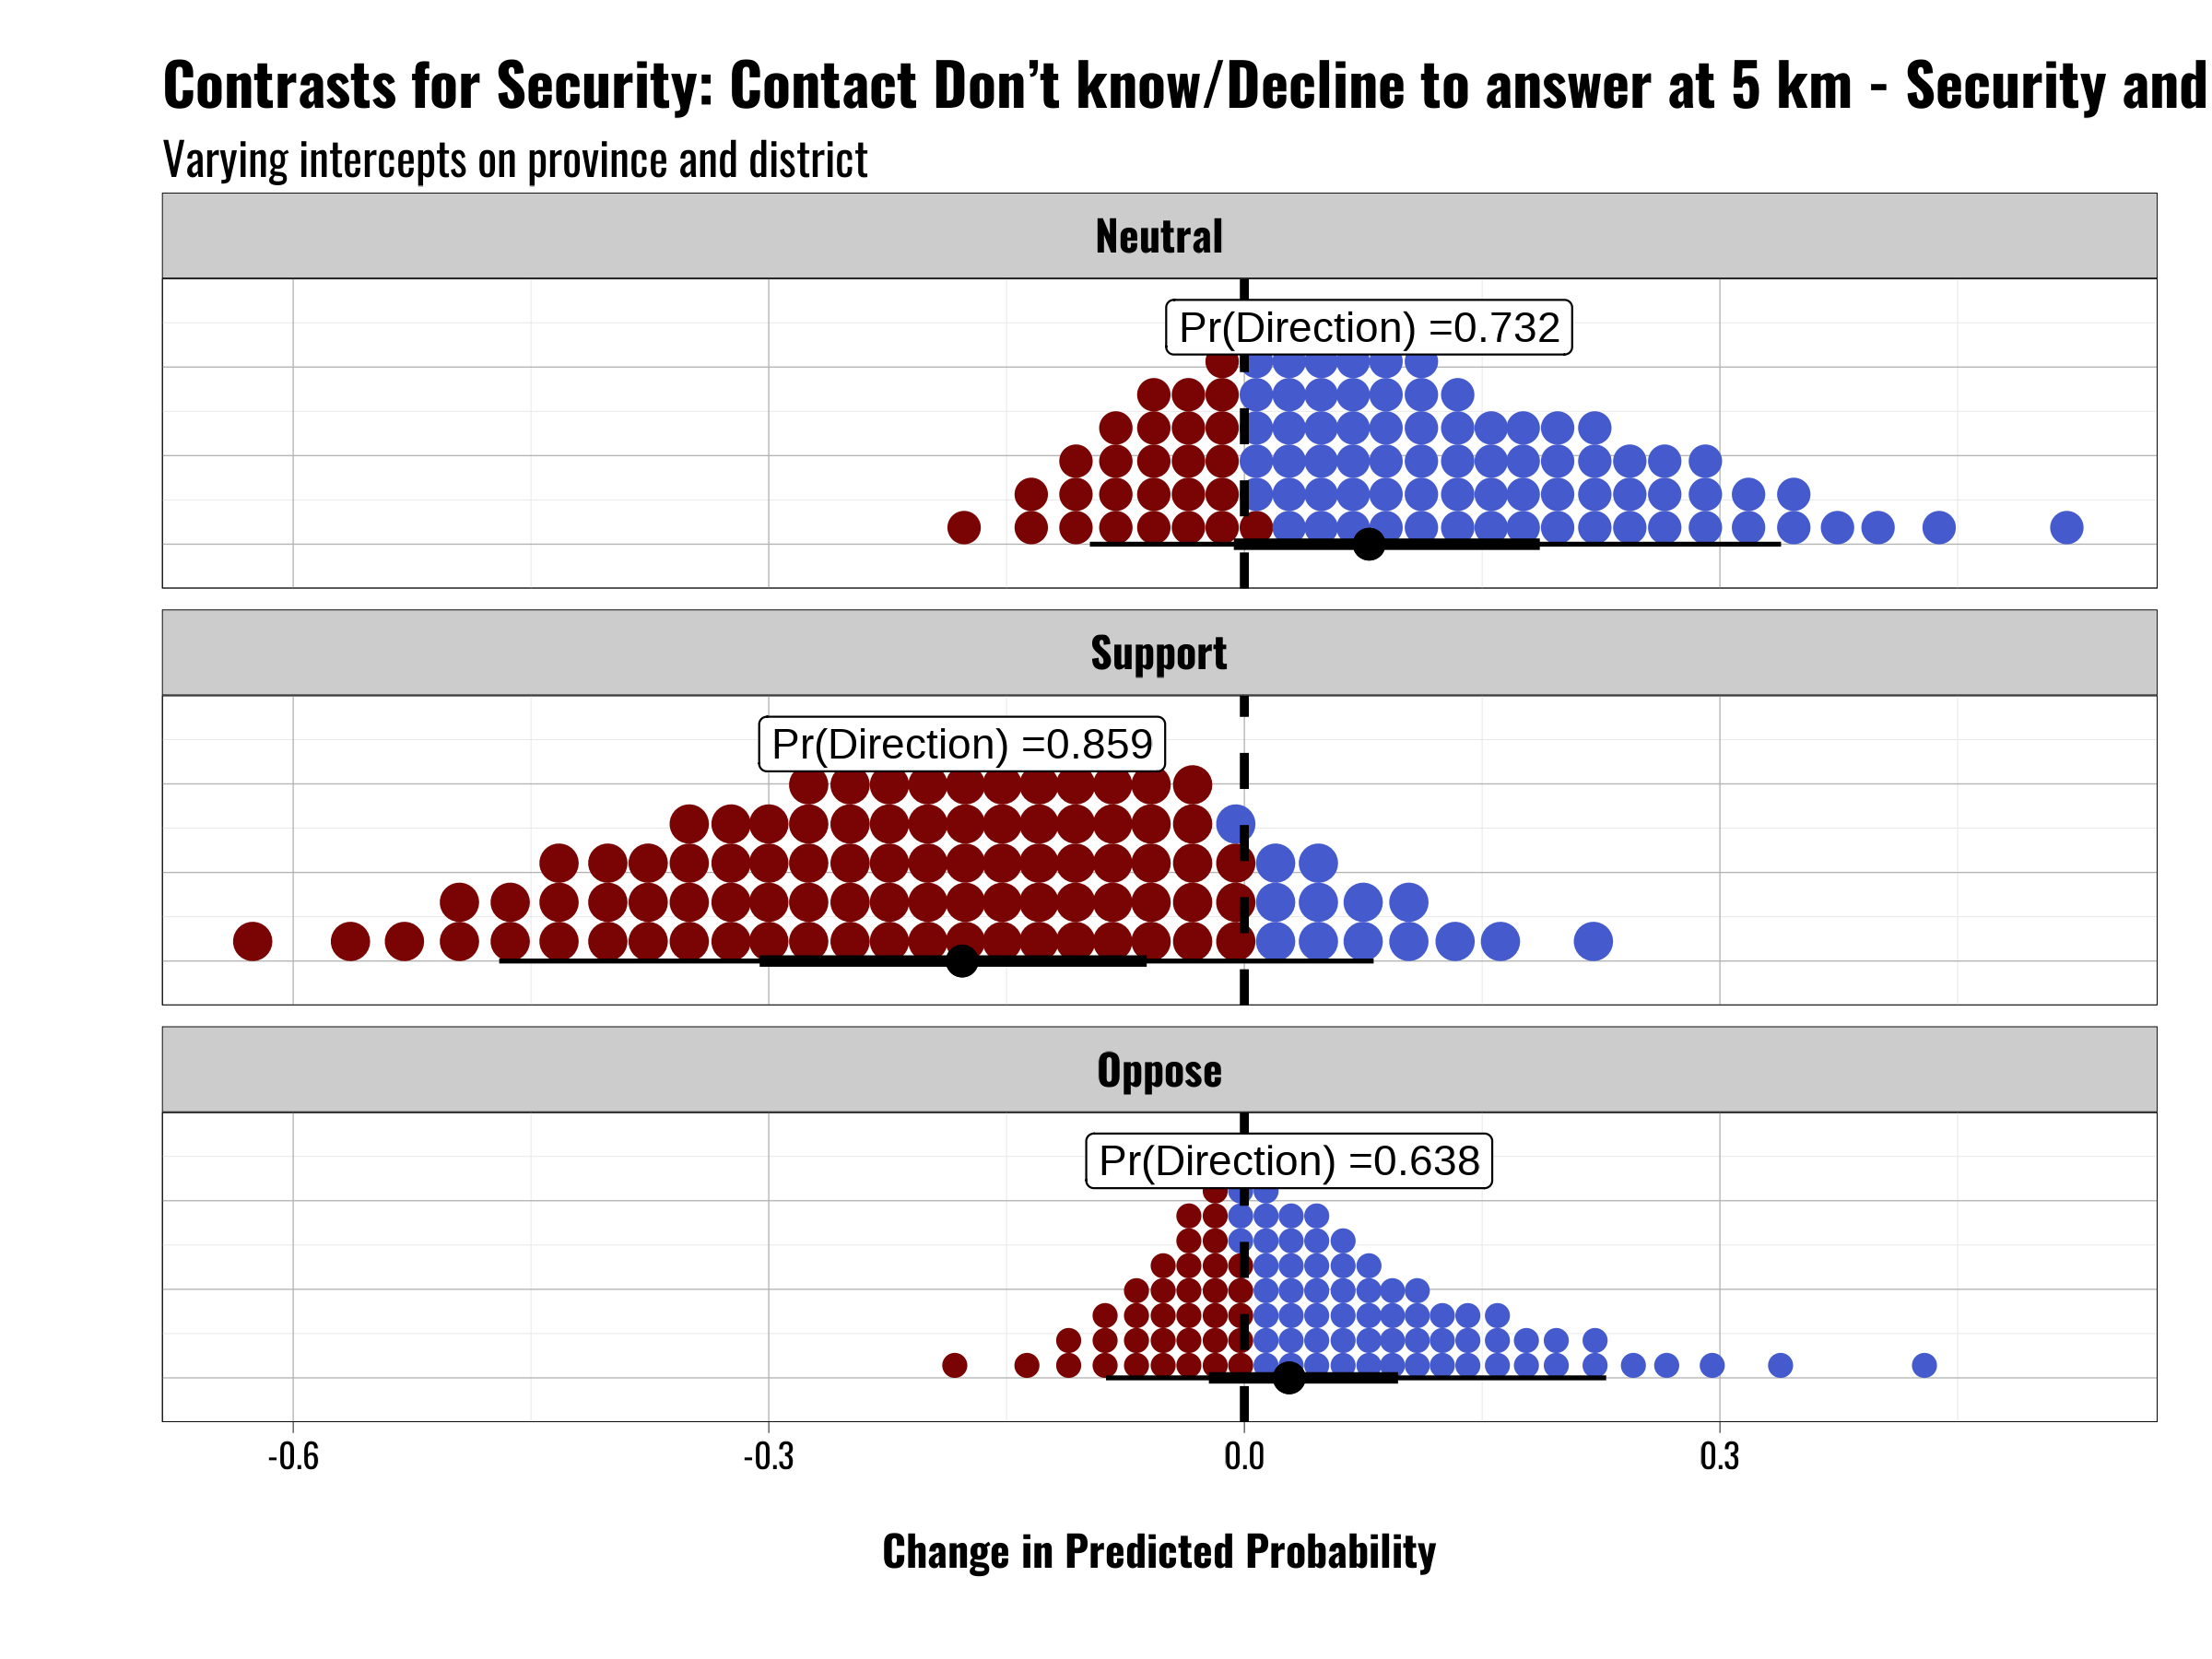 Contrasts for Security: Contact Don’t know/Decline to answer at 5 km - Security and
Varying intercepts on province and district
Neutral
Pr(Direction) =0.732
Support
Pr(Direction) =0.859
Oppose
Pr(Direction) =0.638
-0.6 -0.3 0.0 0.3
Change in Predicted Probability